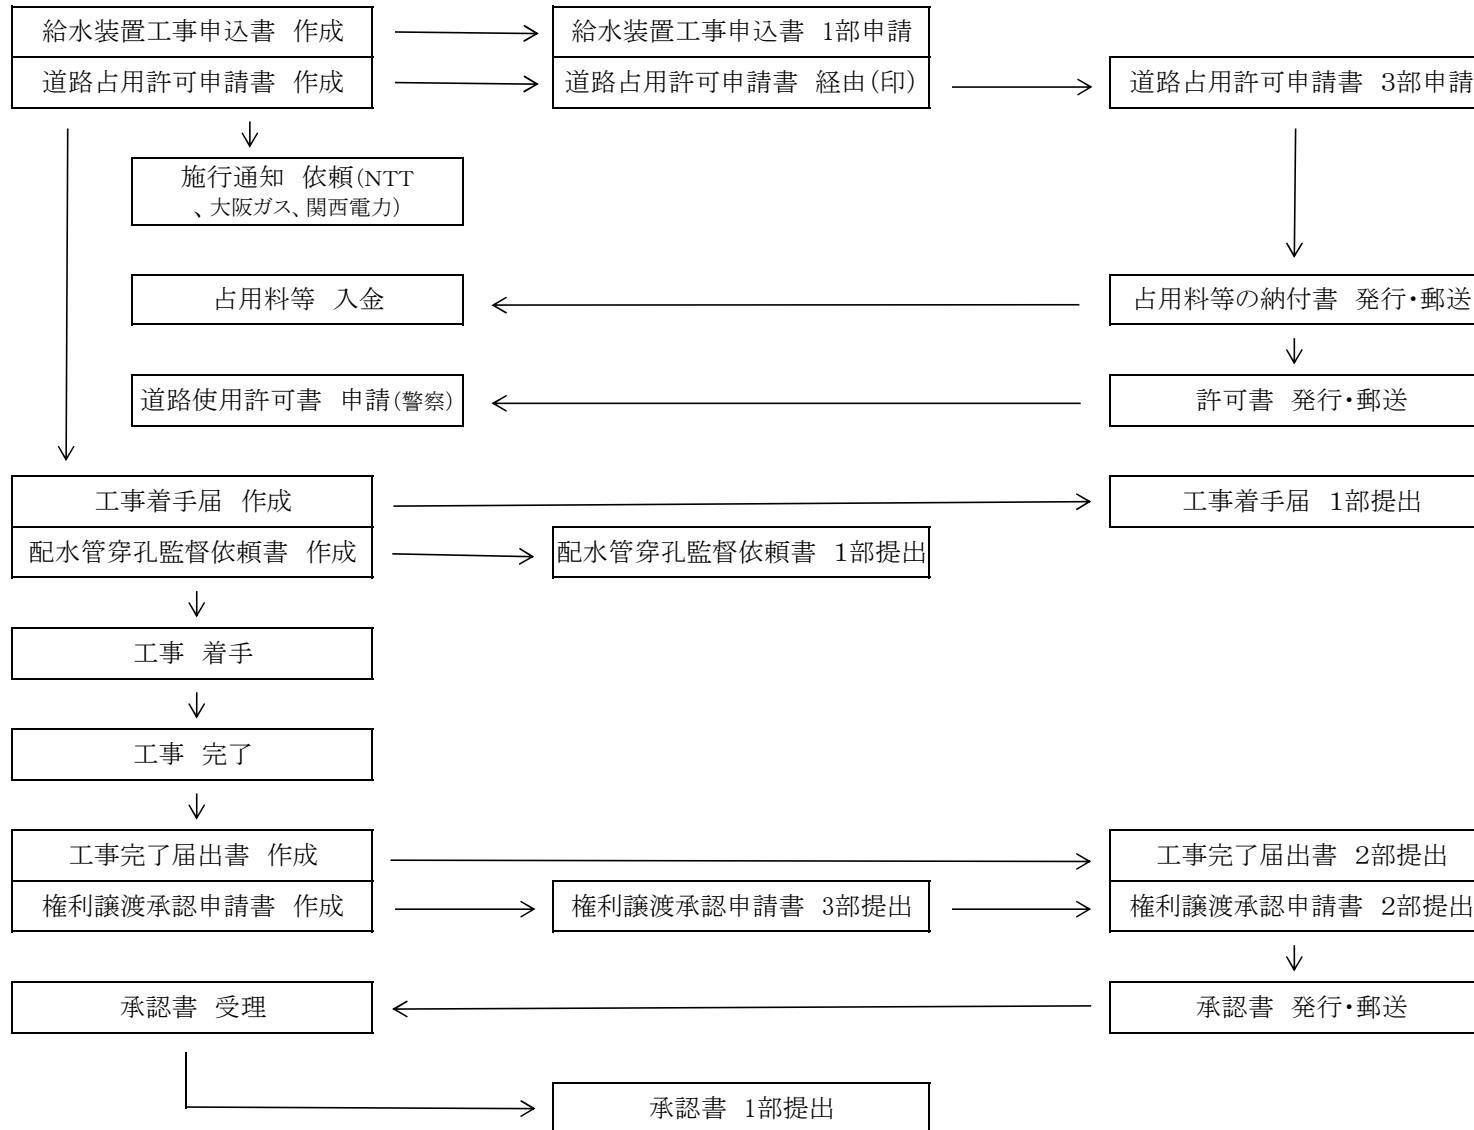 給水装置工事申込書 作成
給水装置工事申込書 1部申請
道路占用許可申請書 作成
道路占用許可申請書 経由(印)
道路占用許可申請書 3部申請
施行通知 依頼(NTT
、大阪ガス、関西電力)
占用料等 入金
占用料等の納付書 発行・郵送
道路使用許可書 申請(警察)
許可書 発行・郵送
工事着手届 作成
工事着手届 1部提出
配水管穿孔監督依頼書 作成
配水管穿孔監督依頼書 1部提出
工事 着手
工事 完了
工事完了届出書 作成
工事完了届出書 2部提出
権利譲渡承認申請書 作成
権利譲渡承認申請書 3部提出
権利譲渡承認申請書 2部提出
承認書 受理
承認書 発行・郵送
承認書 1部提出